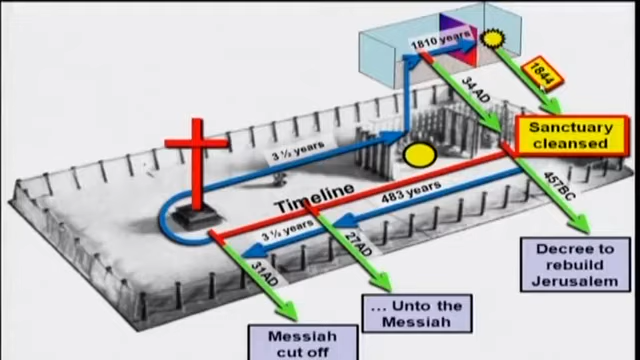 1810 years
1844
34 AD
Sanctuary
cleansed
3 ½ years
Timeline
483 years
457BC
3 ½ years
27AD
31AD
Decree to
rebuild
Jerusalem
... Unto the
Messiah
Messiah
cut off